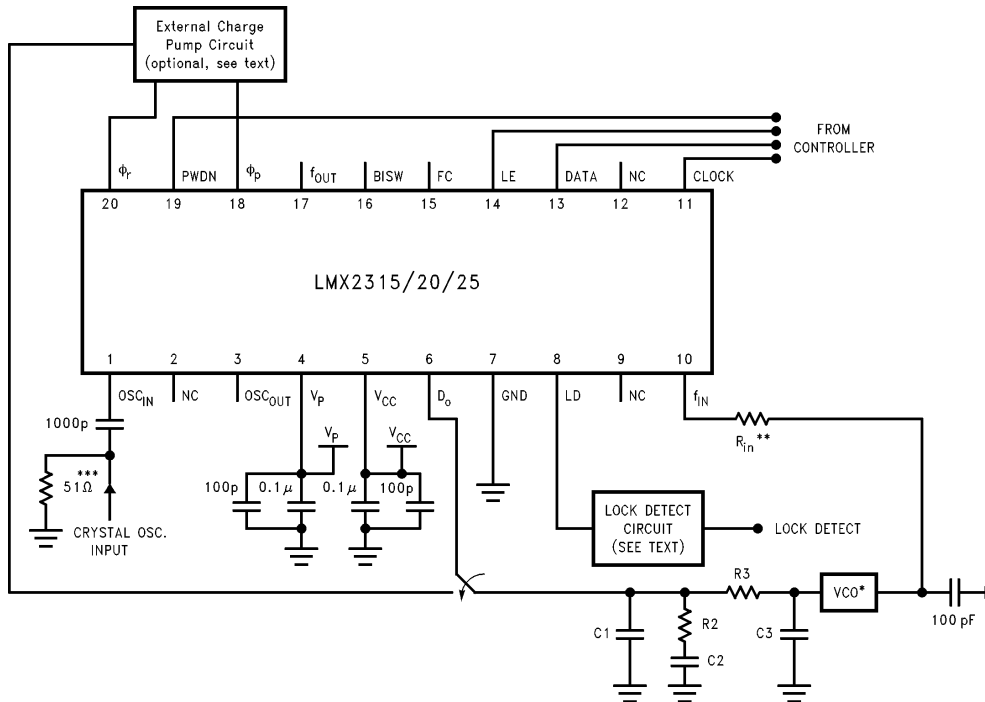 External Charge
Pump Circuit
(optional, see text)
FROM
CONTROLLER
ϕr PWDN ϕp fOUT BISW FC LE DATA NC CLOCK
20 19 18 17 16 15 14 13 12 11
LMX2315/20/25
1 2 3 4 5 6 7 8 9 10
OSCIN NC OSCOUT VP VCC Do GND LD NC fIN
1000p
VP VCC
Rin**
***
51Ω
100p 0.1μ 0.1μ 100p
CRYSTAL OSC.
INPUT
LOCK DETECT
CIRCUIT
(SEE TEXT)
LOCK DETECT
R3
VCO*
100 pF
C1 R2 C3
C2